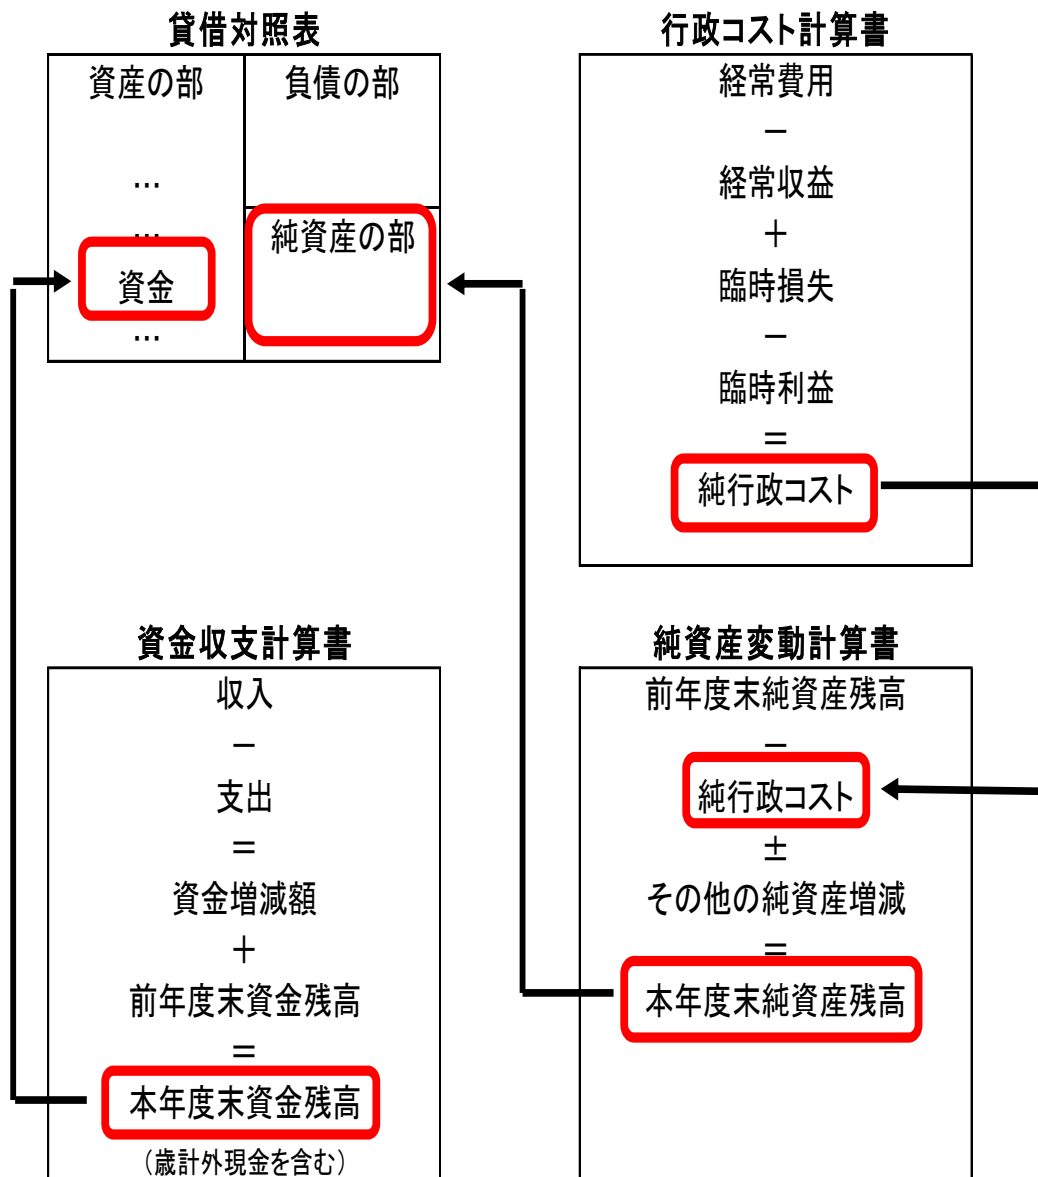 貸借対照表
資産の部
負債の部
…
…
純資産の部
資金
…
行政コスト計算書
経常費用
－
経常収益
＋
臨時損失
－
臨時利益
＝
純行政コスト
資金収支計算書
収入
－
支出
＝
資金増減額
＋
前年度末資金残高
＝
本年度末資金残高
（歳計外現金を含む）
純資産変動計算書
前年度末純資産残高
－
純行政コスト
±
その他の純資産増減
＝
本年度末純資産残高